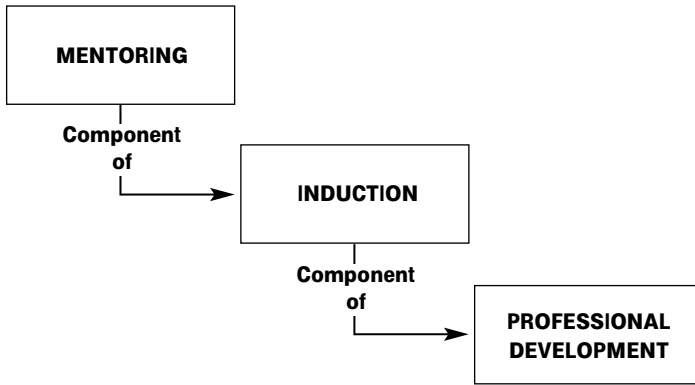 MENTORING
Component
of
INDUCTION
Component
of
PROFESSIONAL
DEVELOPMENT